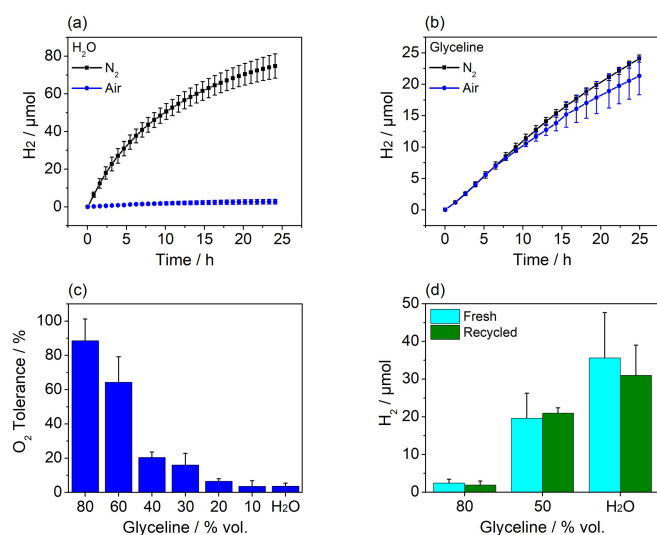 (a)
H₂O
N₂
Air
H₂ / μmol
80
60
40
20
0
0 5 10 15 20 25
Time / h
(b)
Glyceline
N₂
Air
H₂ / μmol
25
20
15
10
5
0
0 5 10 15 20 25
Time / h
(c)
O₂ Tolerance / %
100
80
60
40
20
0
80 60 40 30 20 10 H₂O
Glyceline / % vol.
(d)
Fresh
Recycled
H₂ / μmol
50
40
30
20
10
0
80 50 H₂O
Glyceline / % vol.